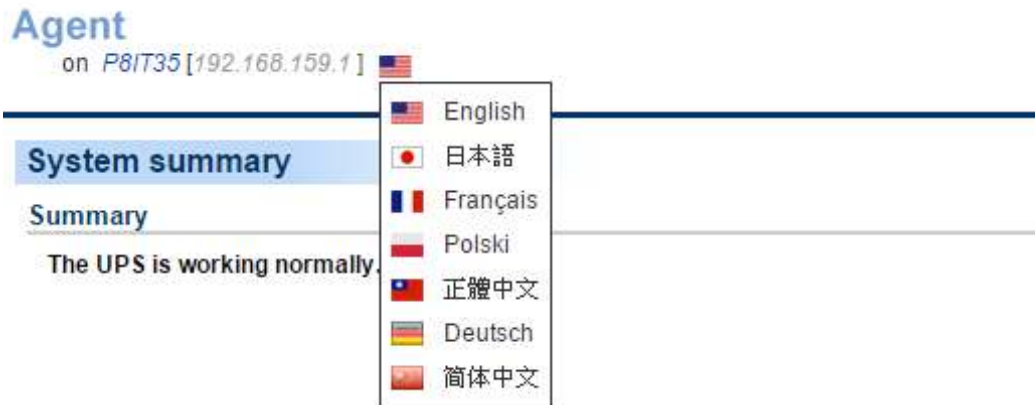 Agent
on P8IT35 [192.168.159.1 ]
English
System summary
日本語
Summary
Français
Polski
The UPS is working normally.
正體中文
Deutsch
简体中文